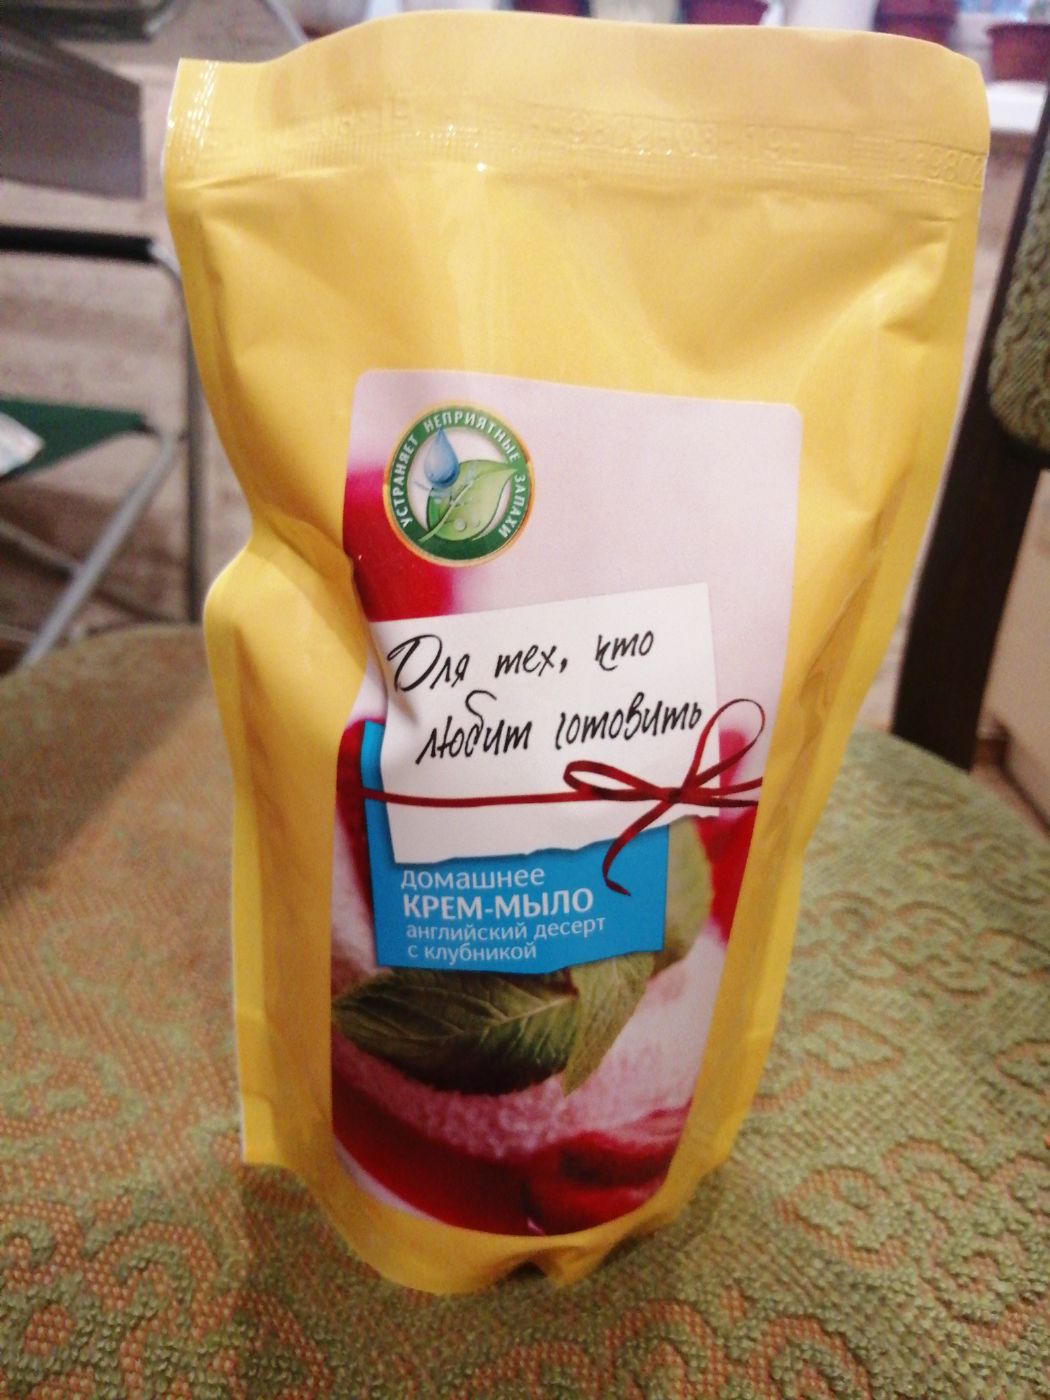 УСТРАНЯЕТ НЕПРИЯТНЫЕ ЗАПАХИ
Для тех, кто
любит готовить
домашнее
КРЕМ-МЫЛО
английский десерт
с клубникой